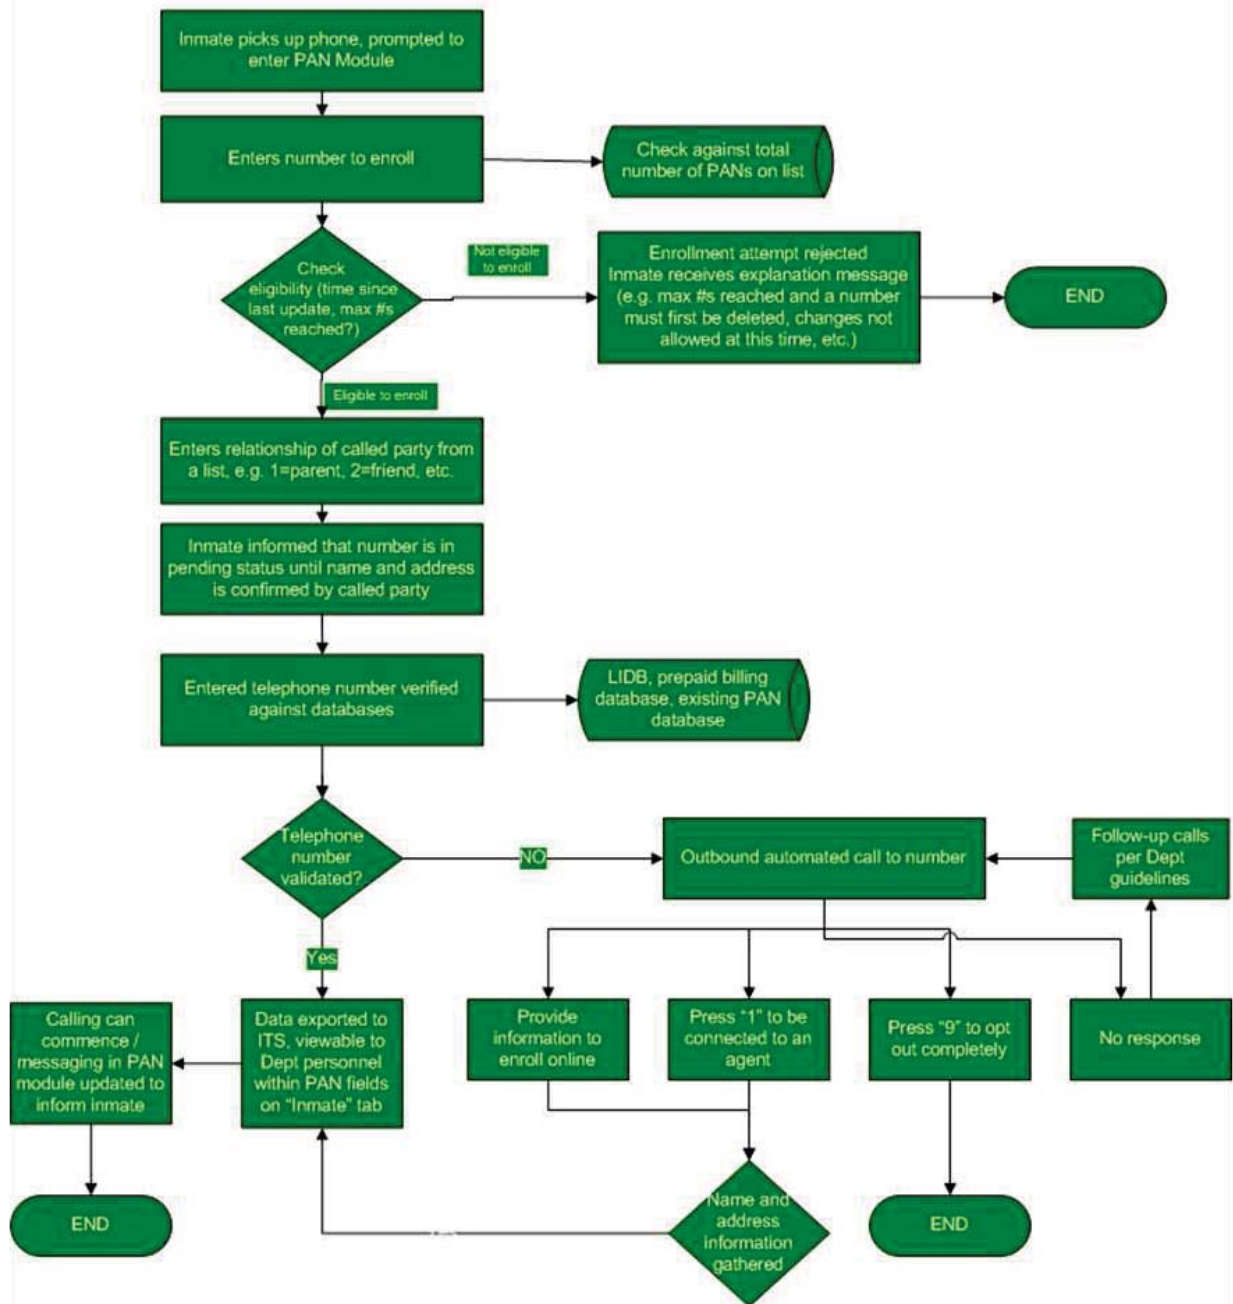 Inmate picks up phone, prompted to
enter PAN Module
Enters number to enroll
Check against total
number of PANs on list
Check
eligibility (time since
last update, max #s
reached?)
Not eligible
to enroll
Enrollment attempt rejected
Inmate receives explanation message
(e.g. max #s reached and a number
must first be deleted, changes not
allowed at this time, etc.)
END
Eligible to enroll
Enters relationship of called party from
a list, e.g. 1=parent, 2=friend, etc.
Inmate informed that number is in
pending status until name and address
is confirmed by called party
Entered telephone number verified
against databases
LIDB, prepaid billing
database, existing PAN
database
Telephone
number
validated?
NO
Outbound automated call to number
Follow-up calls
per Dept
guidelines
Yes
Calling can
commence /
messaging in PAN
module updated to
inform inmate
Data exported to
ITS, viewable to
Dept personnel
within PAN fields
on “Inmate” tab
Provide
information to
enroll online
Press “1” to be
connected to an
agent
Press “9” to opt
out completely
No response
END
Name and
address
information
gathered
END